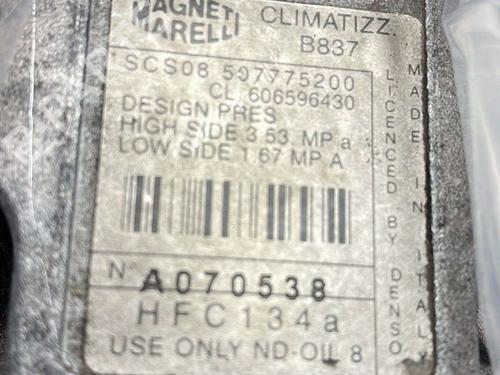 MAGNETI
MARELLI
CLIMATIZZ.
B837
SCS08 597775200
CL. 606596430
DESIGN PRES
HIGH SIDE 3.53 MP a
LOW SIDE 1.67 MP A
N° A070538
HFC134a
USE ONLY ND-OIL 8
LICENCED BY DENSO
MADE IN ITALY